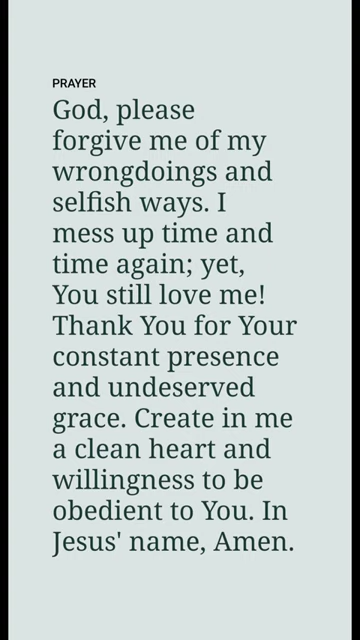 PRAYER
God, please
forgive me of my
wrongdoings and
selfish ways. I
mess up time and
time again; yet,
You still love me!
Thank You for Your
constant presence
and undeserved
grace. Create in me
a clean heart and
willingness to be
obedient to You. In
Jesus' name, Amen.